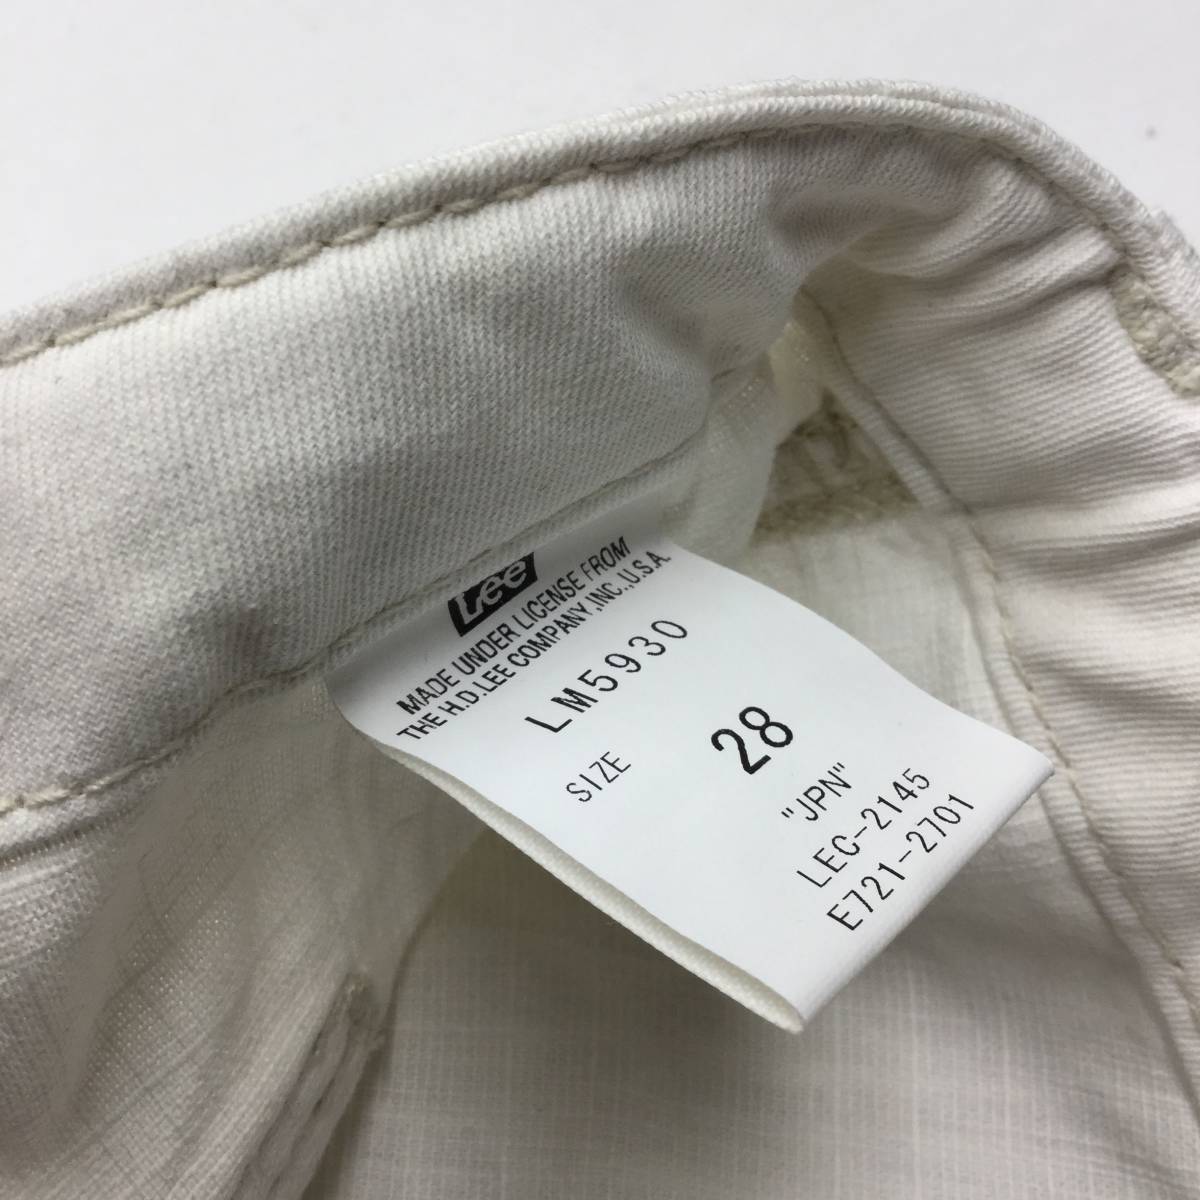 Lee
MADE UNDER LICENSE FROM
THE H.D.LEE COMPANY,INC.,U.S.A.
LM5930
SIZE 28
"JPN"
LEC-2145
E721-2701